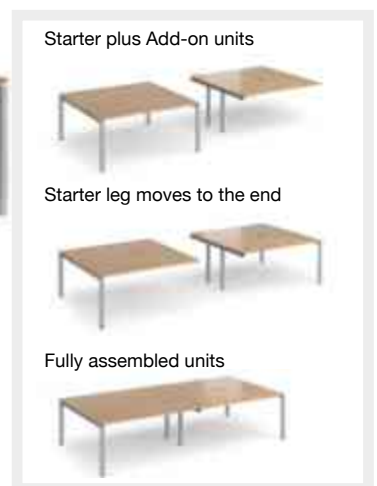 Starter plus Add-on units
Starter leg moves to the end
Fully assembled units